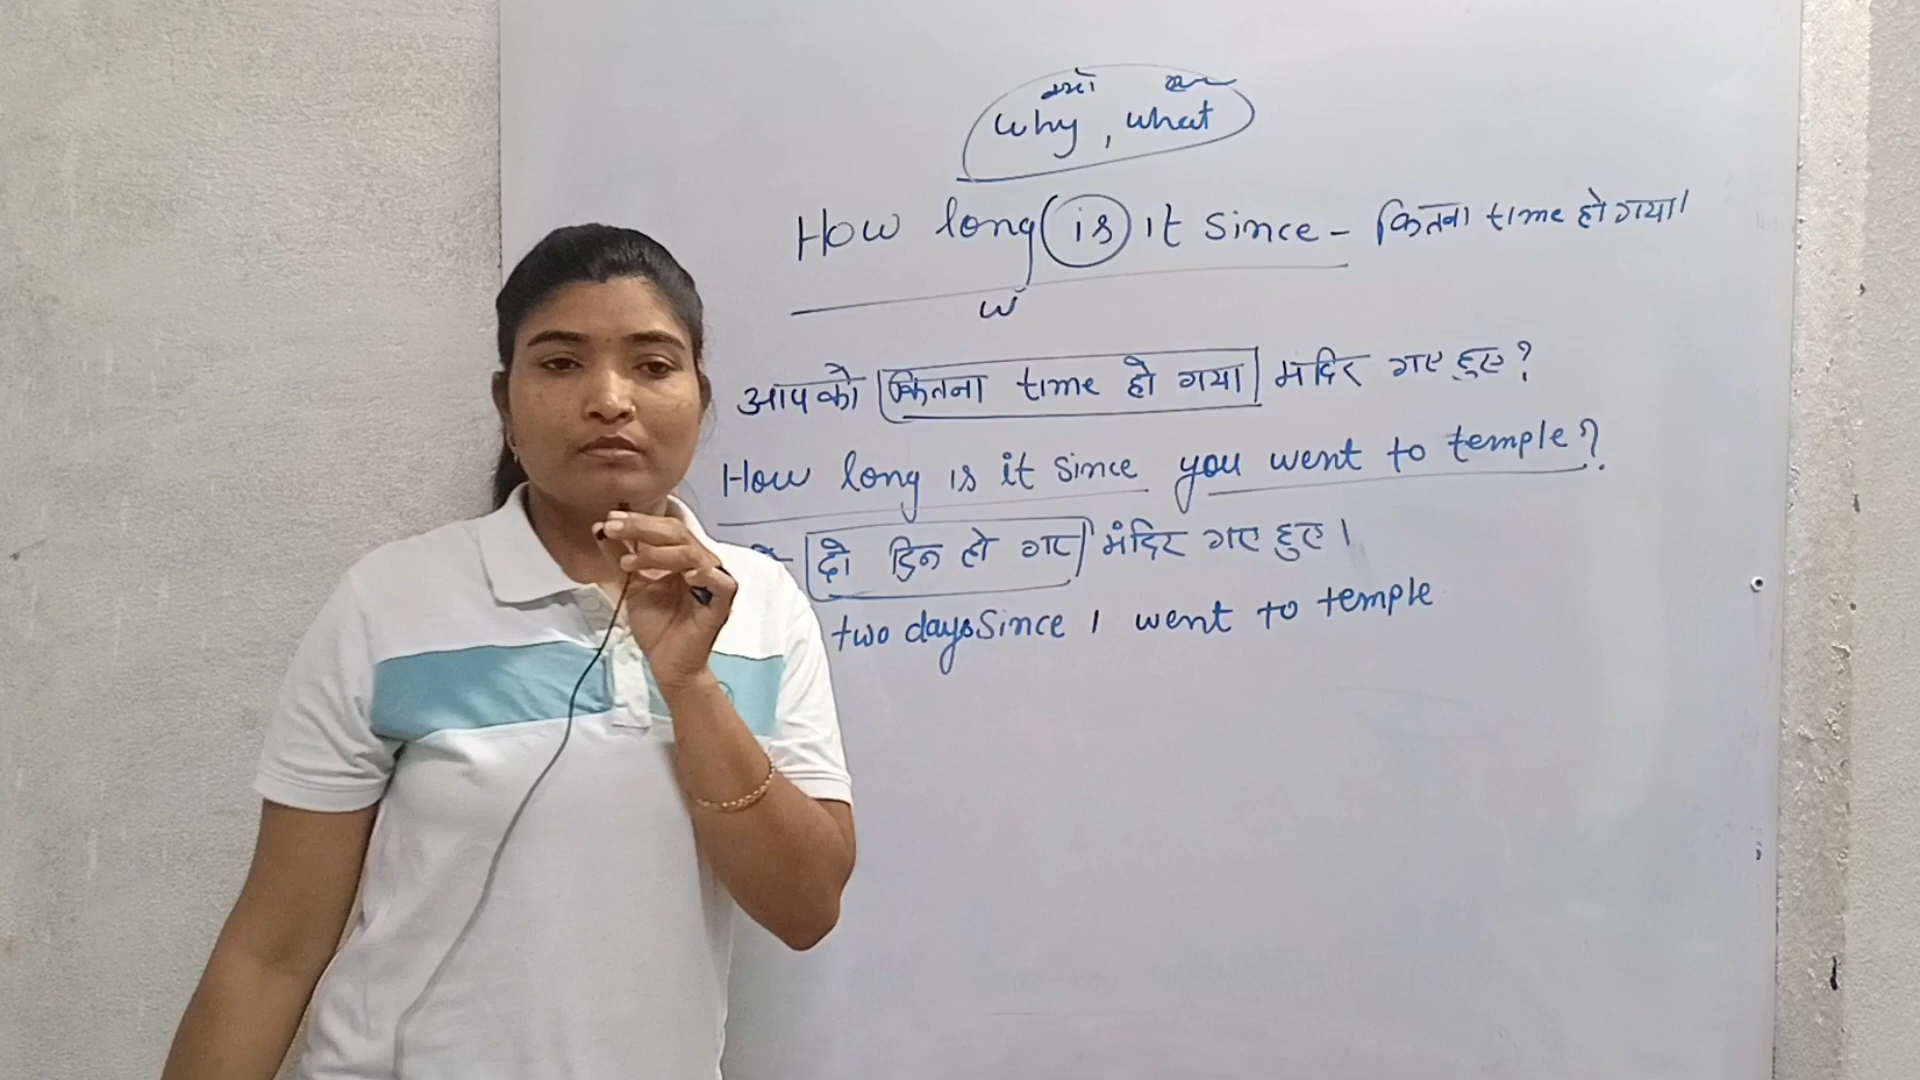 क्यों क्या
why, what
How long is it since - कितना time हो गया।
w
आपको कितना time हो गया मंदिर गए हुए?
How long is it since you went to temple?
दो दिन हो गए मंदिर गए हुए।
two days since I went to temple